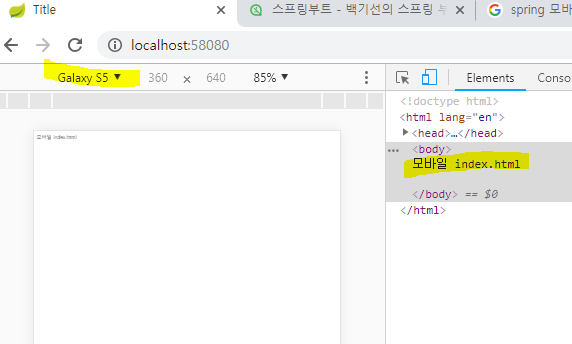 Title
스프링부트 - 백기선의 스프링 부
spring 모바
localhost:58080
Galaxy S5 ▼ 360 × 640 85% ▼
Elements Conso
모바일 index.html
<!doctype html>
<html lang="en">
<head>…</head>
<body>
모바일 index.html
</body> == $0
</html>